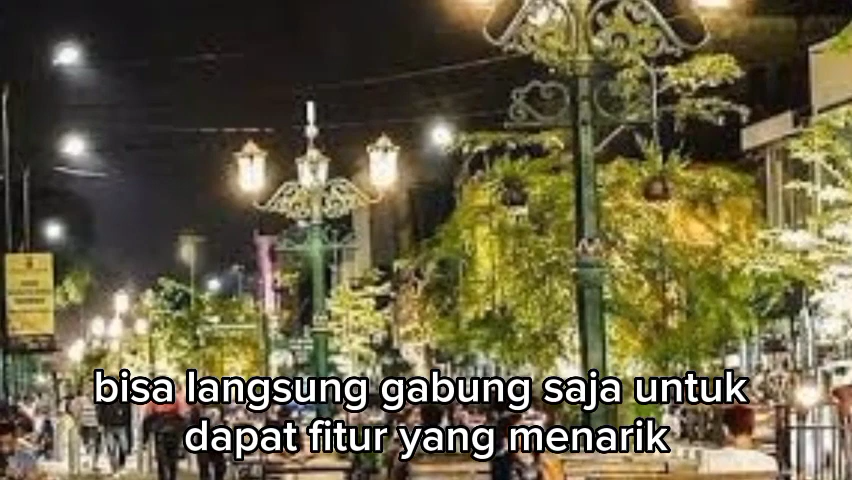 bisa langsung gabung saja untuk
dapat fitur yang menarik